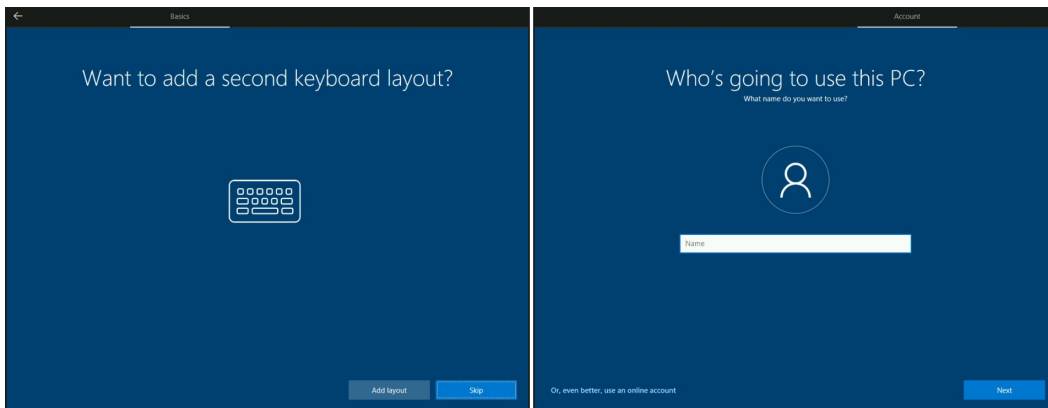 Basics
Want to add a second keyboard layout?
Add layout
Skip
Account
Who's going to use this PC?
What name do you want to use?
Name
Or, even better, use an online account
Next